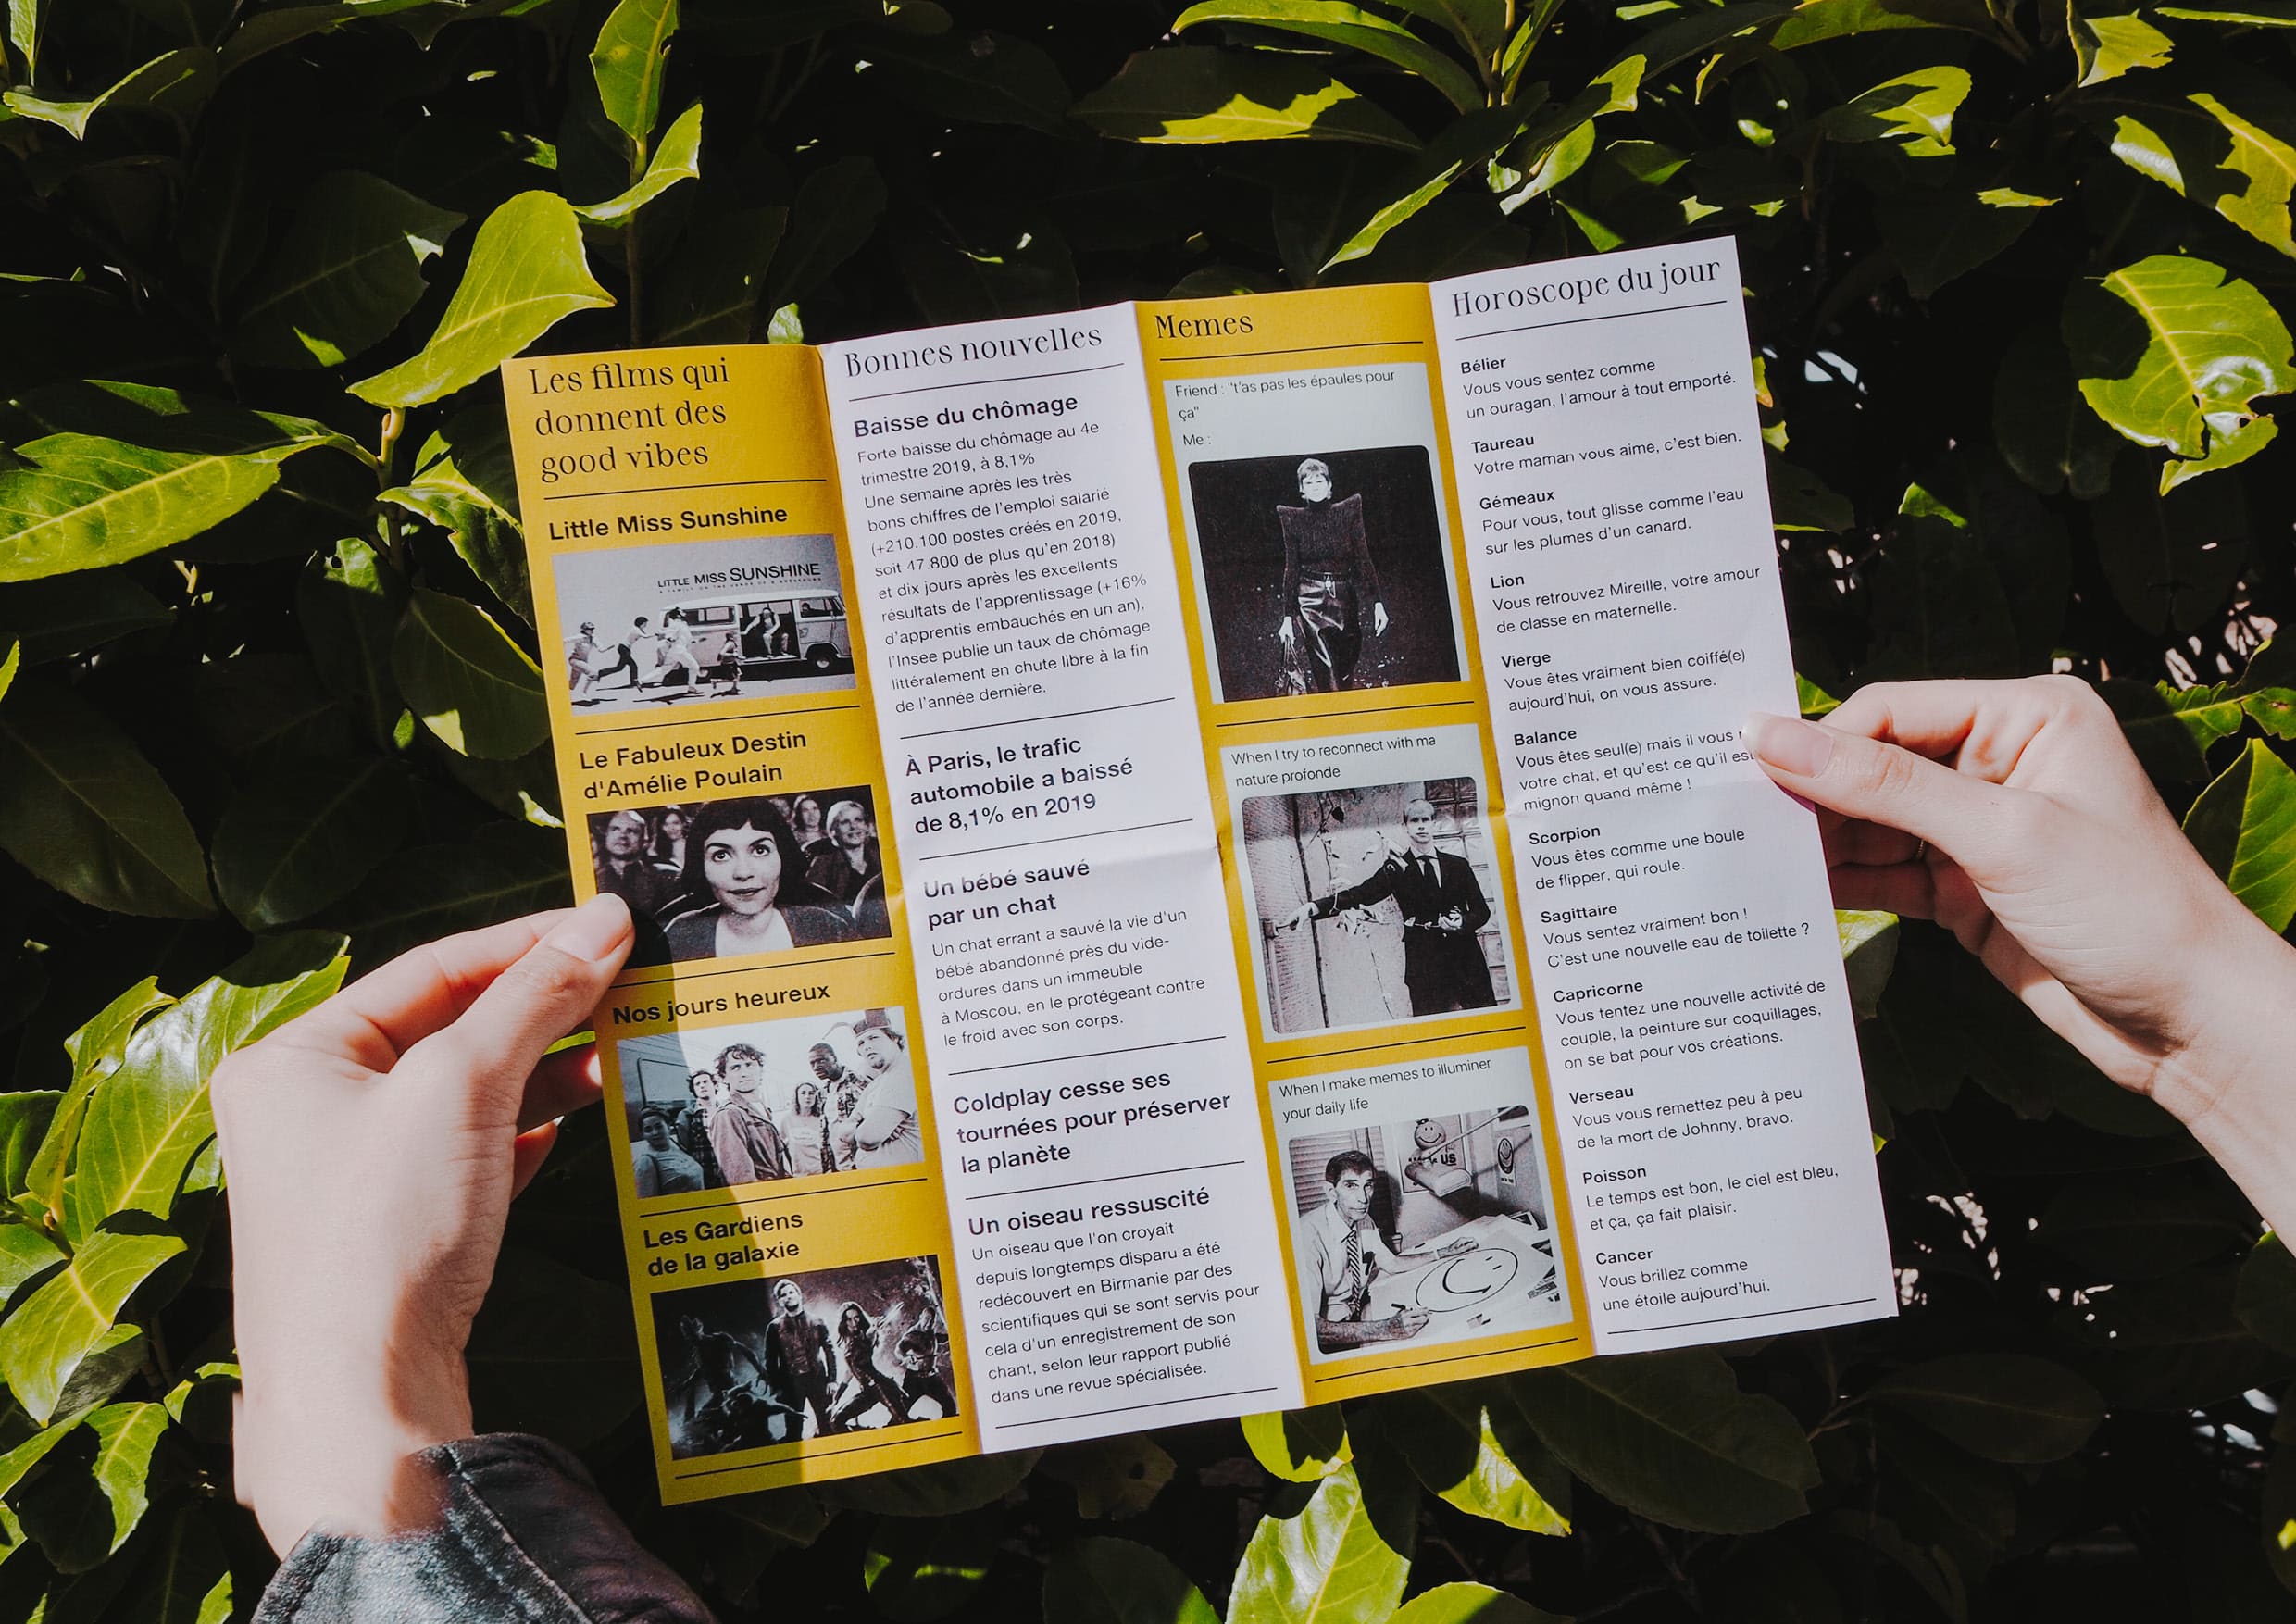 Les films qui
donnent des
good vibes
Little Miss Sunshine
LITTLE MISS SUNSHINE
Le Fabuleux Destin
d'Amélie Poulain
Nos jours heureux
Les Gardiens
de la galaxie
Bonnes nouvelles
Baisse du chômage
Forte baisse du chômage au 4e
trimestre 2019, à 8,1%
Une semaine après les très
bons chiffres de l'emploi salarié
(+210.100 postes créés en 2019,
soit 47.800 de plus qu'en 2018)
et dix jours après les excellents
résultats de l'apprentissage (+16%
d'apprentis embauchés en un an),
l'Insee publie un taux de chômage
littéralement en chute libre à la fin
de l'année dernière.
À Paris, le trafic
automobile a baissé
de 8,1% en 2019
Un bébé sauvé
par un chat
Un chat errant a sauvé la vie d'un
bébé abandonné près du vide-
ordures dans un immeuble
à Moscou, en le protégeant contre
le froid avec son corps.
Coldplay cesse ses
tournées pour préserver
la planète
Un oiseau ressuscité
Un oiseau que l'on croyait
depuis longtemps disparu a été
redécouvert en Birmanie par des
scientifiques qui se sont servis pour
cela d'un enregistrement de son
chant, selon leur rapport publié
dans une revue spécialisée.
Memes
Friend : "t'as pas les épaules pour
ça"
Me :
When I try to reconnect with ma
nature profonde
When I make memes to illuminer
your daily life
US
Horoscope du jour
Bélier
Vous vous sentez comme
un ouragan, l'amour à tout emporté.
Taureau
Votre maman vous aime, c'est bien.
Gémeaux
Pour vous, tout glisse comme l'eau
sur les plumes d'un canard.
Lion
Vous retrouvez Mireille, votre amour
de classe en maternelle.
Vierge
Vous êtes vraiment bien coiffé(e)
aujourd'hui, on vous assure.
Balance
Vous êtes seul(e) mais il vous
votre chat, et qu'est ce qu'il est
mignon quand même !
Scorpion
Vous êtes comme une boule
de flipper, qui roule.
Sagittaire
Vous sentez vraiment bon !
C'est une nouvelle eau de toilette ?
Capricorne
Vous tentez une nouvelle activité de
couple, la peinture sur coquillages,
on se bat pour vos créations.
Verseau
Vous vous remettez peu à peu
de la mort de Johnny, bravo.
Poisson
Le temps est bon, le ciel est bleu,
et ça, ça fait plaisir.
Cancer
Vous brillez comme
une étoile aujourd'hui.